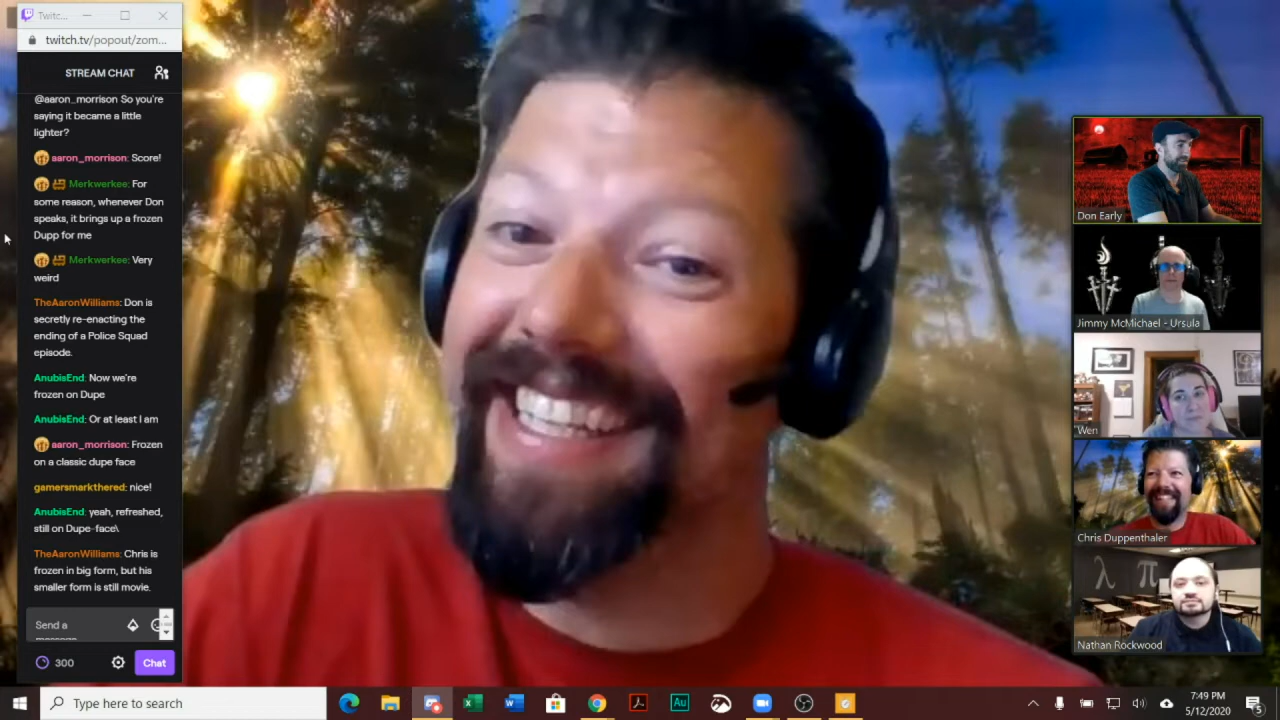 Twitc...
twitch.tv/popout/zom...
STREAM CHAT
@aaron_morrison So you're
saying it became a little
lighter?
aaron_morrison: Score!
Merkwerkee: For
some reason, whenever Don
speaks, it brings up a frozen
Dupp for me
Merkwerkee: Very
weird
TheAaronWilliams: Don is
secretly re-enacting the
ending of a Police Squad
episode.
AnubisEnd: Now we're
frozen on Dupe
AnubisEnd: Or at least I am
aaron_morrison: Frozen
on a classic dupe face
gamersmarkthered: nice!
AnubisEnd: yeah, refreshed,
still on Dupe-face\
TheAaronWilliams: Chris is
frozen in big form, but his
smaller form is still movie.
Send a
message
300
Chat
Don Early
Jimmy McMichael - Ursula
"Wen
Chris Duppenthaler
λ π
Nathan Rockwood
Type here to search
Au
7:49 PM
5/12/2020
5